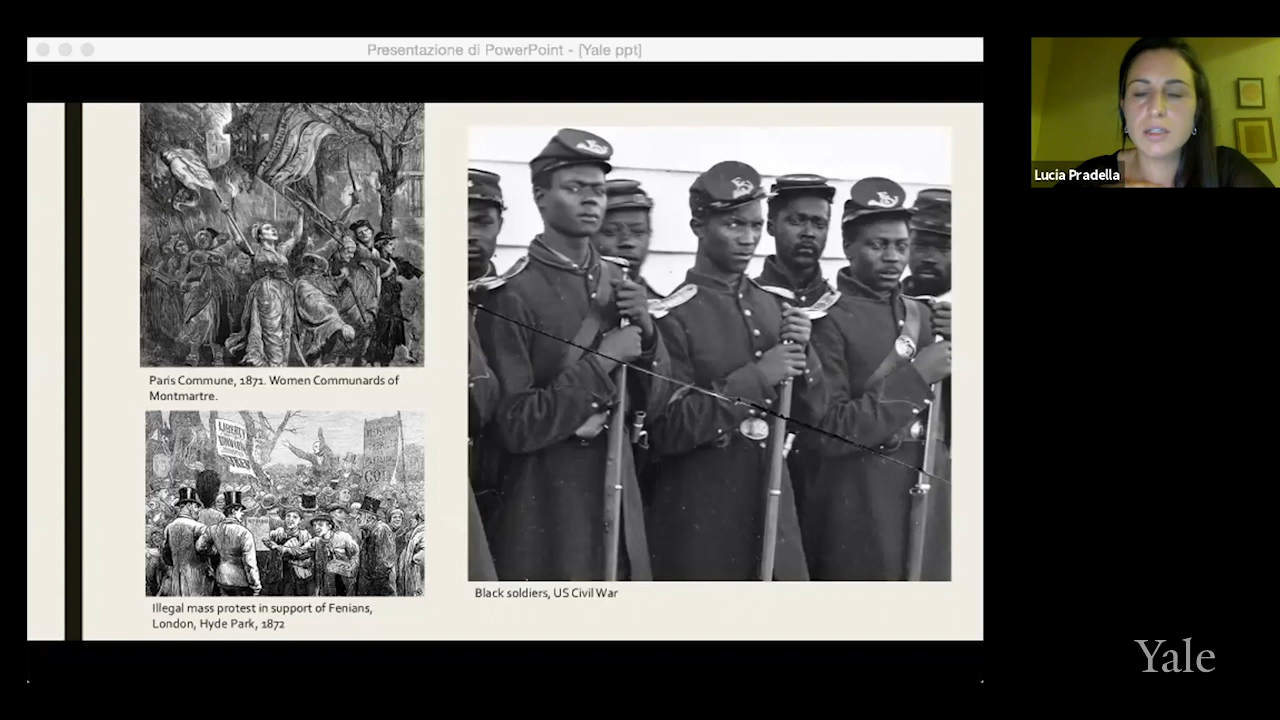 Presentazione di PowerPoint - [Yale ppt]
Lucia Pradella
Paris Commune, 1871. Women Communards of
Montmartre.
LIBERTY
Illegal mass protest in support of Fenians,
London, Hyde Park, 1872
Black soldiers, US Civil War
Yale